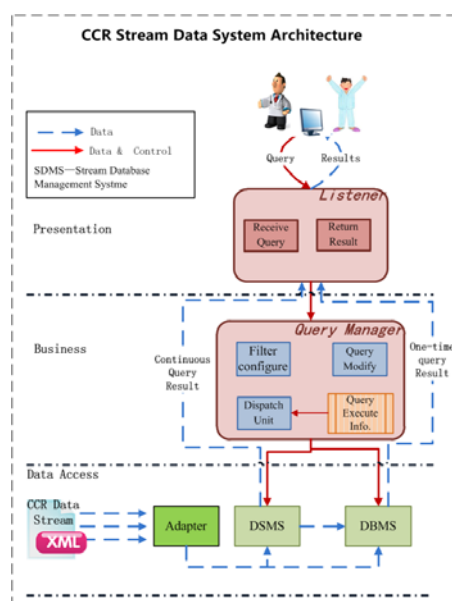 CCR Stream Data System Architecture
Data
Data & Control
SDMS—Stream Database
Management Systme
Query
Results
Listener
Receive
Query
Return
Result
Presentation
Business
Query Manager
Continuous
Query
Result
One-time
query
Result
Filter
configure
Query
Modify
Dispatch
Unit
Query
Execute
Info.
Data Access
CCR Data
Stream
XML
Adapter
DSMS
DBMS